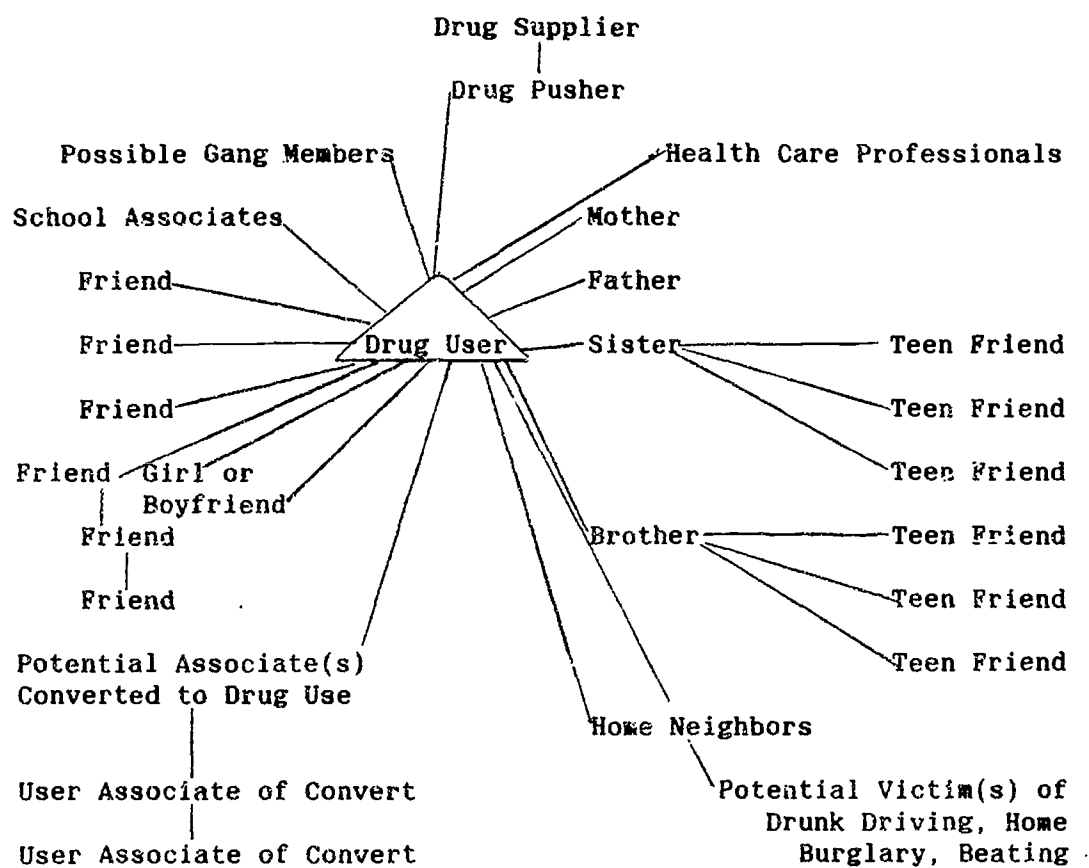 Drug Supplier
Drug Pusher
Possible Gang Members
Health Care Professionals
School Associates
Mother
Friend
Father
Friend
Drug User
Sister
Teen Friend
Friend
Teen Friend
Friend
Girl or
Boyfriend
Teen Friend
Friend
Brother
Teen Friend
Friend
Teen Friend
Potential Associate(s)
Converted to Drug Use
Teen Friend
Home Neighbors
User Associate of Convert
Potential Victim(s) of
Drunk Driving, Home
Burglary, Beating
User Associate of Convert